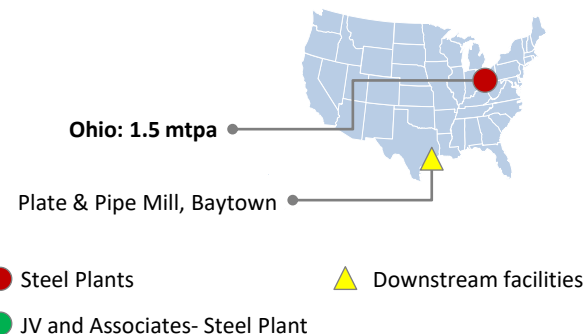 Ohio: 1.5 mtpa
Plate & Pipe Mill, Baytown
Steel Plants
Downstream facilities
JV and Associates- Steel Plant